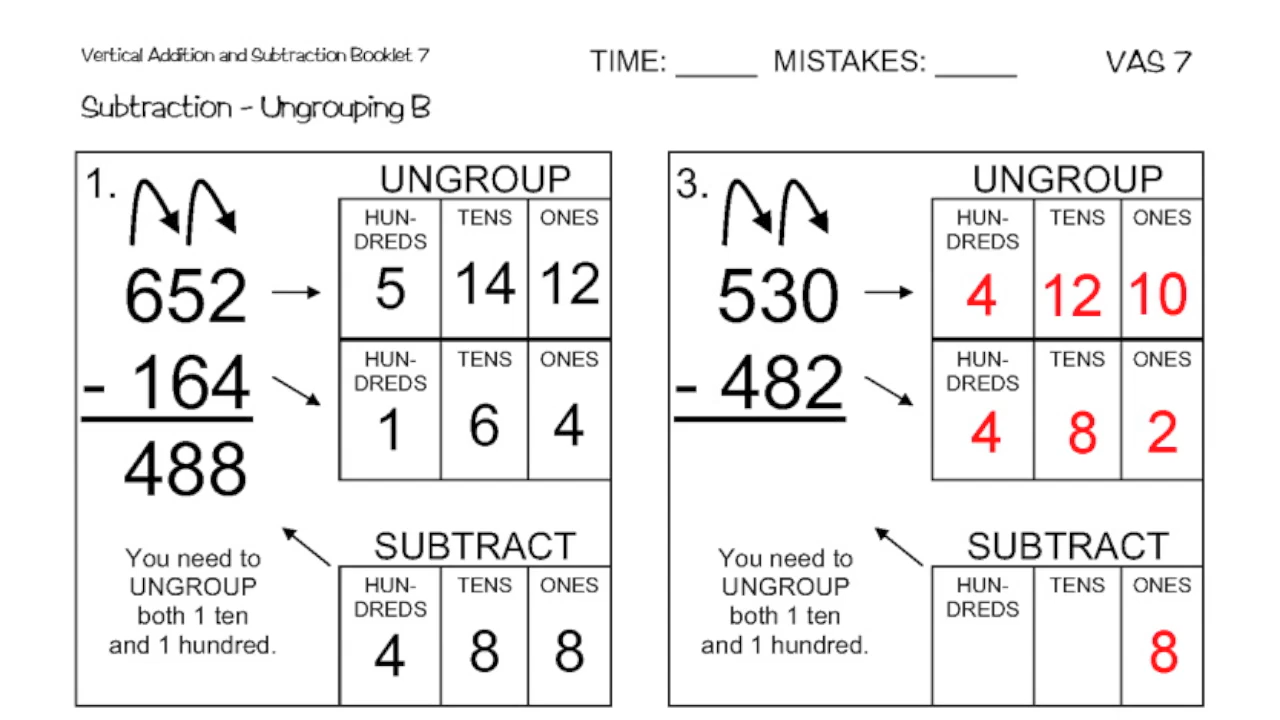 Vertical Addition and Subtraction Booklet 7
TIME: _____ MISTAKES: _____ VAS 7
Subtraction - Ungrouping B
1.
UNGROUP
HUN-
DREDS TENS ONES
652
5 14 12
- 164
HUN-
DREDS TENS ONES
1 6 4
488
SUBTRACT
You need to
UNGROUP
both 1 ten
and 1 hundred.
HUN-
DREDS TENS ONES
4 8 8
3.
UNGROUP
HUN-
DREDS TENS ONES
530
4 12 10
- 482
HUN-
DREDS TENS ONES
4 8 2
SUBTRACT
You need to
UNGROUP
both 1 ten
and 1 hundred.
HUN-
DREDS TENS ONES
8